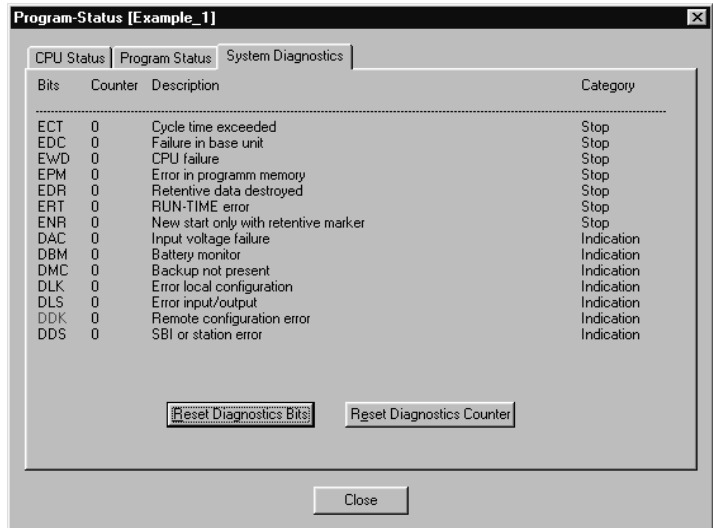 Program-Status [Example_1]
CPU Status Program Status System Diagnostics
Bits Counter Description Category
ECT 0 Cycle time exceeded Stop
EDC 0 Failure in base unit Stop
EWD 0 CPU failure Stop
EPM 0 Error in programm memory Stop
EDR 0 Retentive data destroyed Stop
ERT 0 RUN-TIME error Stop
ENR 0 New start only with retentive marker Stop
DAC 0 Input voltage failure Indication
DBM 0 Battery monitor Indication
DMC 0 Backup not present Indication
DLK 0 Error local configuration Indication
DLS 0 Error input/output Indication
DDK 0 Remote configuration error Indication
DDS 0 SBI or station error Indication
Reset Diagnostics Bits Reset Diagnostics Counter
Close